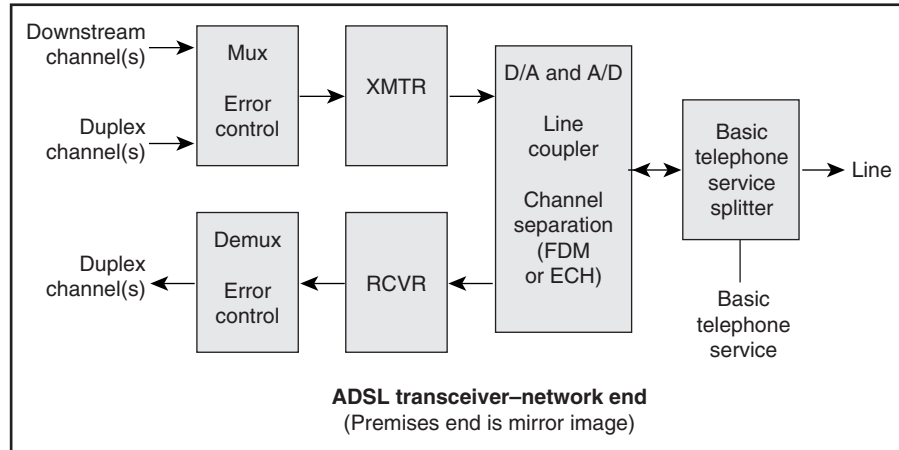 Downstream
channel(s)
Duplex
channel(s)
Mux
Error
control
XMTR
D/A and A/D
Line
coupler
Channel
separation
(FDM
or ECH)
Basic
telephone
service
splitter
Line
Basic
telephone
service
Duplex
channel(s)
Demux
Error
control
RCVR
ADSL transceiver–network end
(Premises end is mirror image)